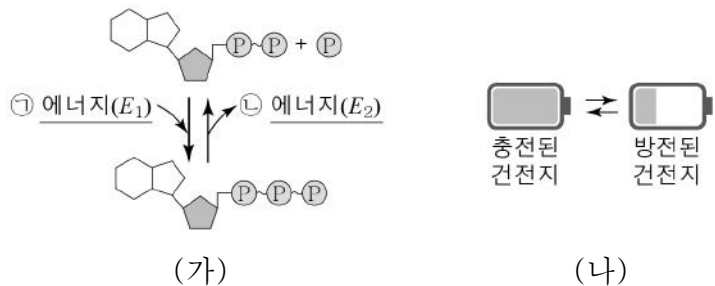 P P + P
㉠ 에너지(E₁) ㉡ 에너지(E₂)
P P P
충전된 건전지
방전된 건전지
(가) (나)